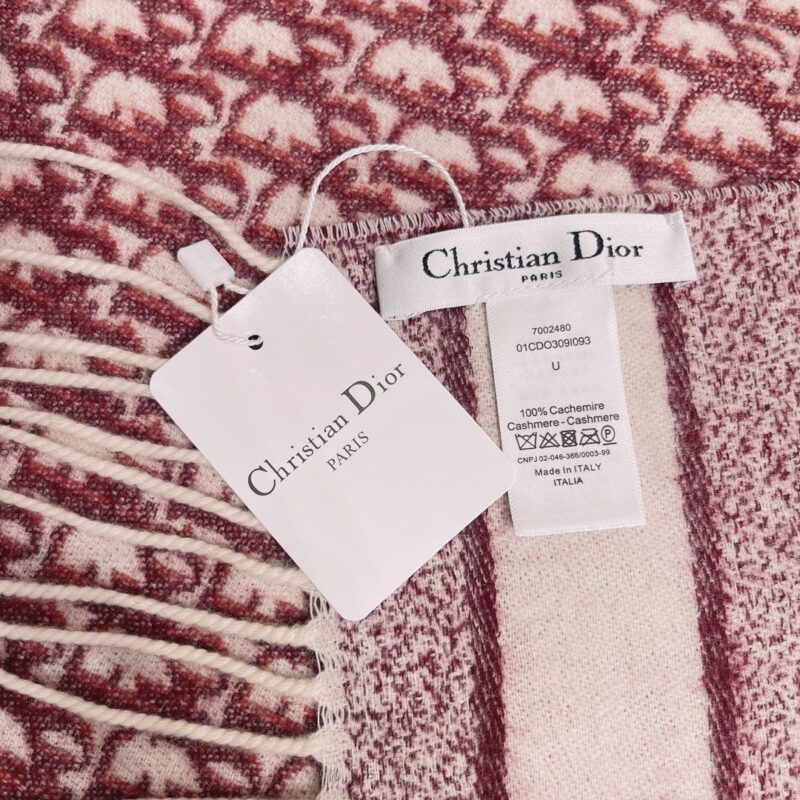 Christian Dior
PARIS
7002480
01CDO309I093
U
100% Cachemire
Cashmere - Cashmere
CNPJ 02-046-366/0003-99
Made In ITALY
ITALIA
Christian Dior
PARIS